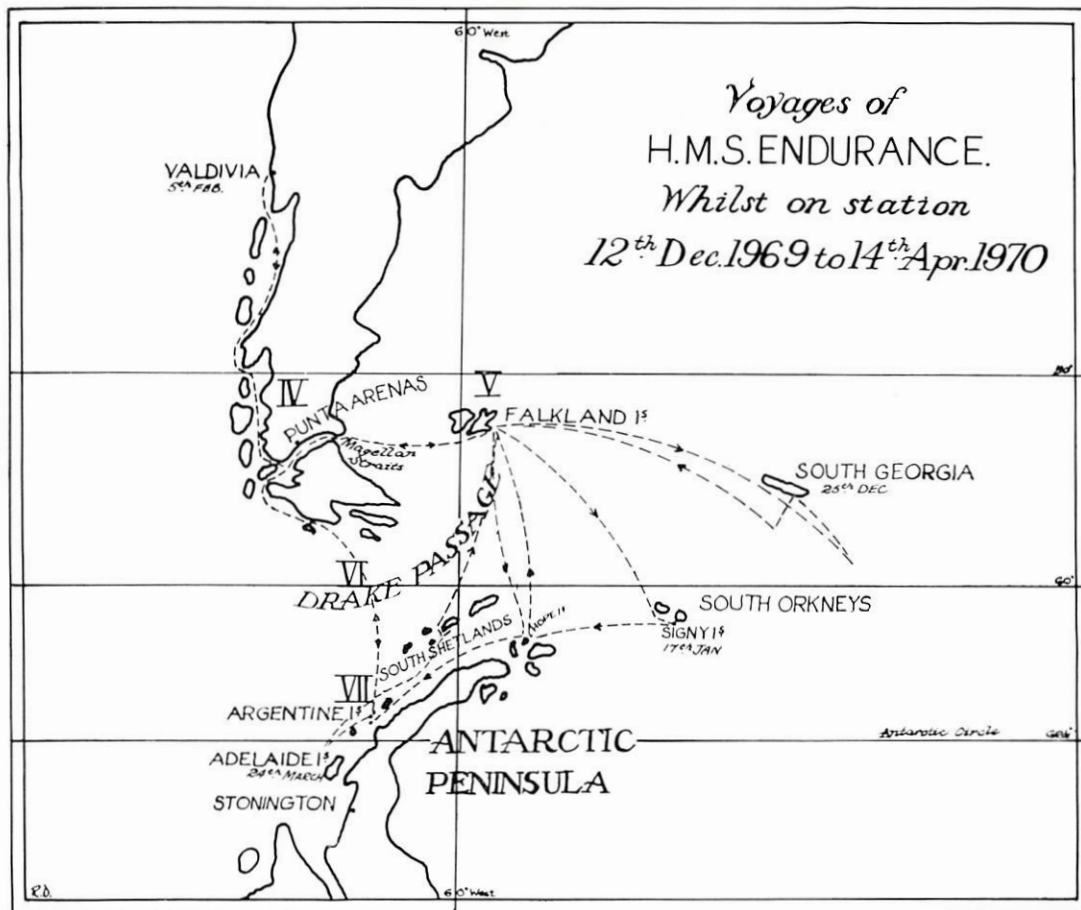 60° West
Voyages of
H.M.S. ENDURANCE.
Whilst on station
12th Dec. 1969 to 14th Apr. 1970
VALDIVIA
5th FEB.
IV
PUNTA ARENAS
Magellan
Straits
V
FALKLAND Is
SOUTH GEORGIA
25th DEC
VI
DRAKE PASSAGE
60°
SOUTH ORKNEYS
SIGNY Is
17th JAN
HOPE
SOUTH SHETLANDS
VII
ARGENTINE Is
ANTARCTIC
PENINSULA
Antarctic Circle
ADELAIDE Is
24th MARCH
STONINGTON
R.D.
60° West